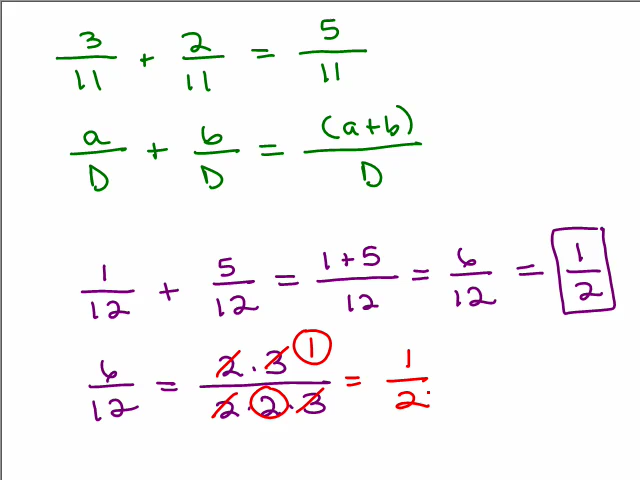 3/11 + 2/11 = 5/11
a/D + b/D = (a+b)/D
1/12 + 5/12 = 1+5/12 = 6/12 = 1/2
6/12 = 2·3 1/2·2·3 = 1/2